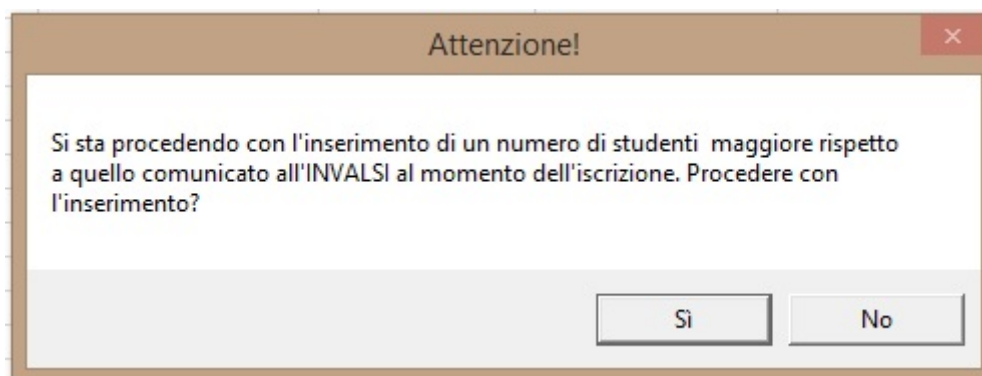 Attenzione!
Si sta procedendo con l'inserimento di un numero di studenti  maggiore rispetto
a quello comunicato all'INVALSI al momento dell'iscrizione. Procedere con
l'inserimento?
Sì
No